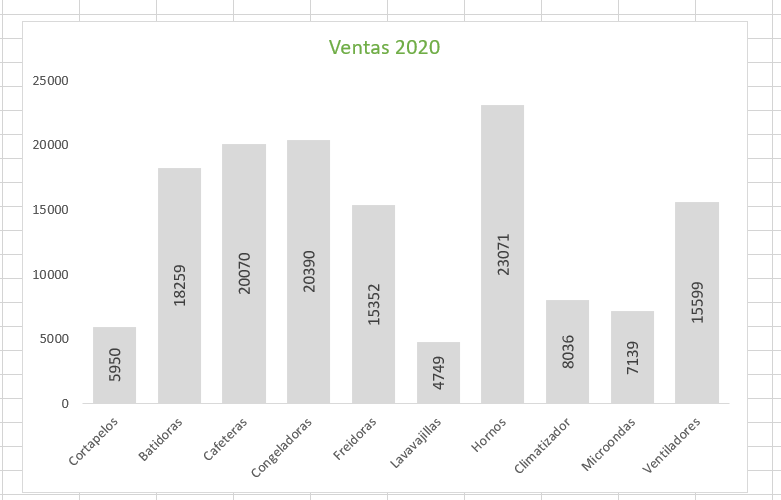 Ventas 2020
25000
20000
15000
10000
5000
0
5950
18259
20070
20390
15352
4749
23071
8036
7139
15599
Cortapelos
Batidoras
Cafeteras
Congeladoras
Freidoras
Lavavajillas
Hornos
Climatizador
Microondas
Ventiladores